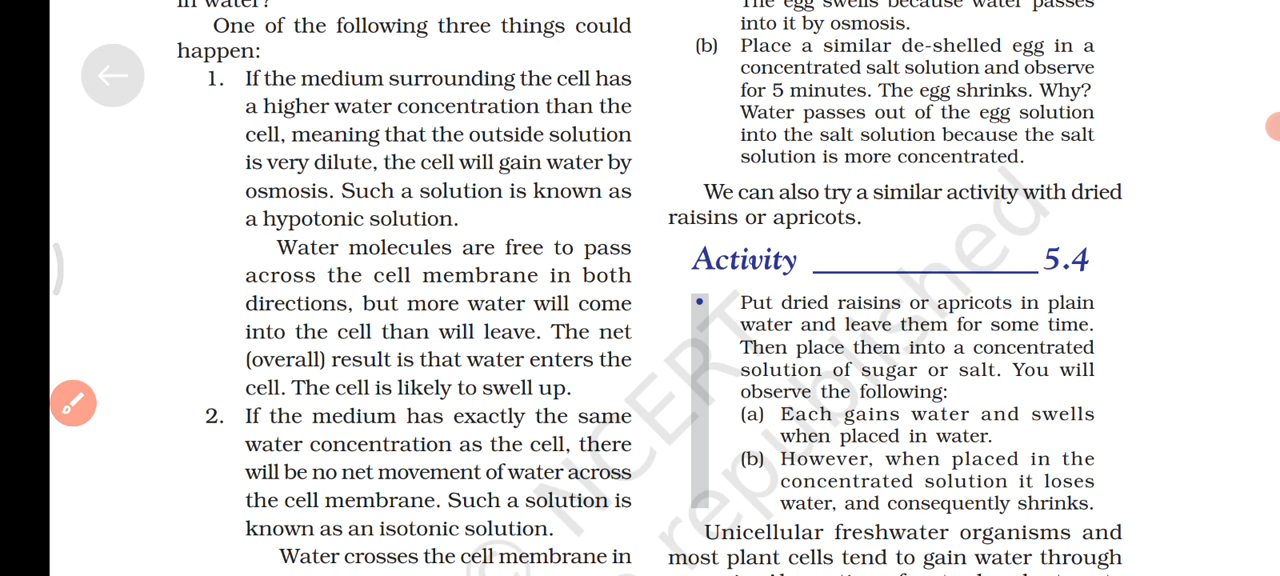 in water?
One of the following three things could
happen:
1. If the medium surrounding the cell has
a higher water concentration than the
cell, meaning that the outside solution
is very dilute, the cell will gain water by
osmosis. Such a solution is known as
a hypotonic solution.
Water molecules are free to pass
across the cell membrane in both
directions, but more water will come
into the cell than will leave. The net
(overall) result is that water enters the
cell. The cell is likely to swell up.
2. If the medium has exactly the same
water concentration as the cell, there
will be no net movement of water across
the cell membrane. Such a solution is
known as an isotonic solution.
Water crosses the cell membrane in
The egg swells because water passes
into it by osmosis.
(b) Place a similar de-shelled egg in a
concentrated salt solution and observe
for 5 minutes. The egg shrinks. Why?
Water passes out of the egg solution
into the salt solution because the salt
solution is more concentrated.
We can also try a similar activity with dried
raisins or apricots.
Activity 5.4
• Put dried raisins or apricots in plain
water and leave them for some time.
Then place them into a concentrated
solution of sugar or salt. You will
observe the following:
(a) Each gains water and swells
when placed in water.
(b) However, when placed in the
concentrated solution it loses
water, and consequently shrinks.
Unicellular freshwater organisms and
most plant cells tend to gain water through
© NCERT
republished